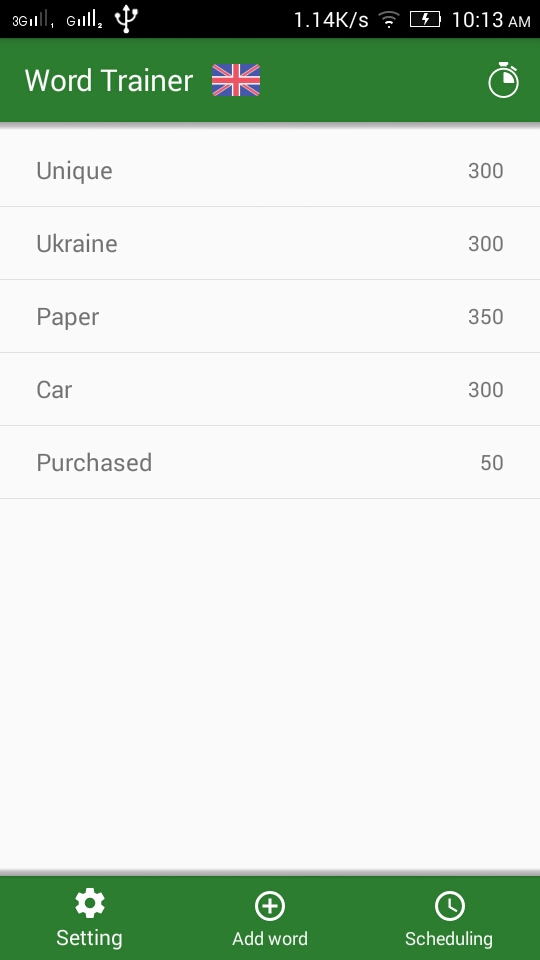 3G 1 G 2 1.14K/s 10:13 AM
Word Trainer
Unique 300
Ukraine 300
Paper 350
Car 300
Purchased 50
Setting Add word Scheduling